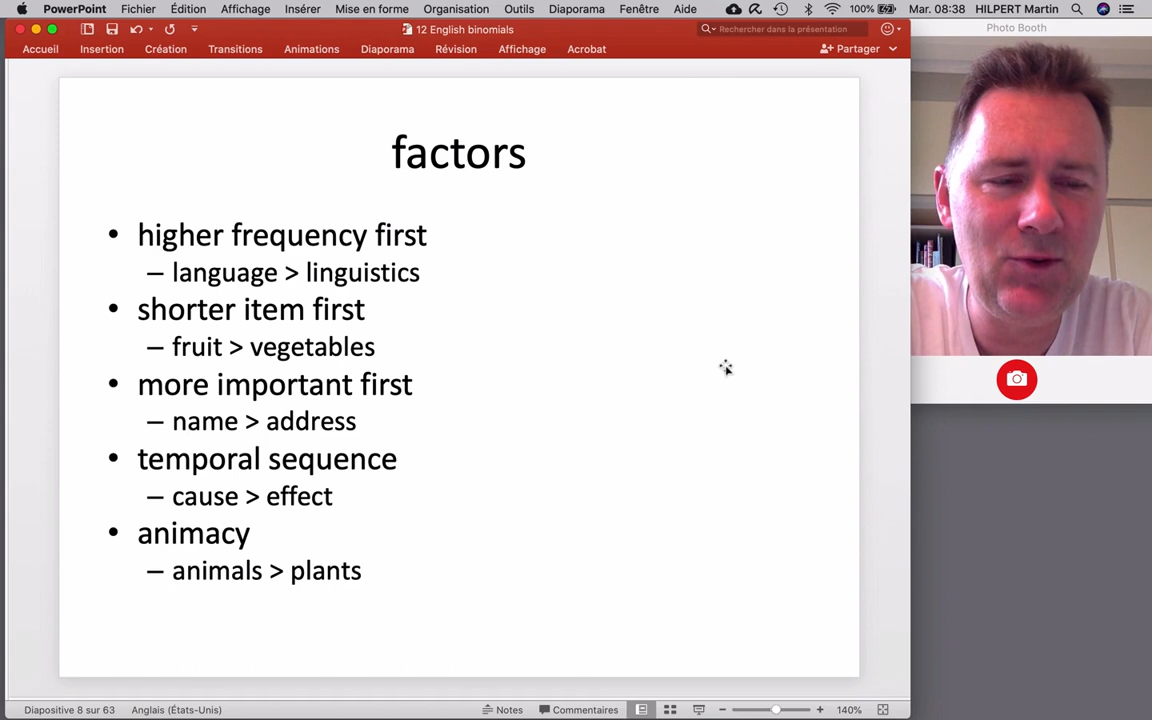 PowerPoint Fichier Édition Affichage Insérer Mise en forme Organisation Outils Diaporama Fenêtre Aide 100% Mar. 08:38 HILPERT Martin
12 English binomials
Rechercher dans la présentation
Photo Booth
Accueil Insertion Création Transitions Animations Diaporama Révision Affichage Acrobat Partager
factors
• higher frequency first
– language > linguistics
• shorter item first
– fruit > vegetables
• more important first
– name > address
• temporal sequence
– cause > effect
• animacy
– animals > plants
Diapositive 8 sur 63 Anglais (États-Unis) Notes Commentaires 140%